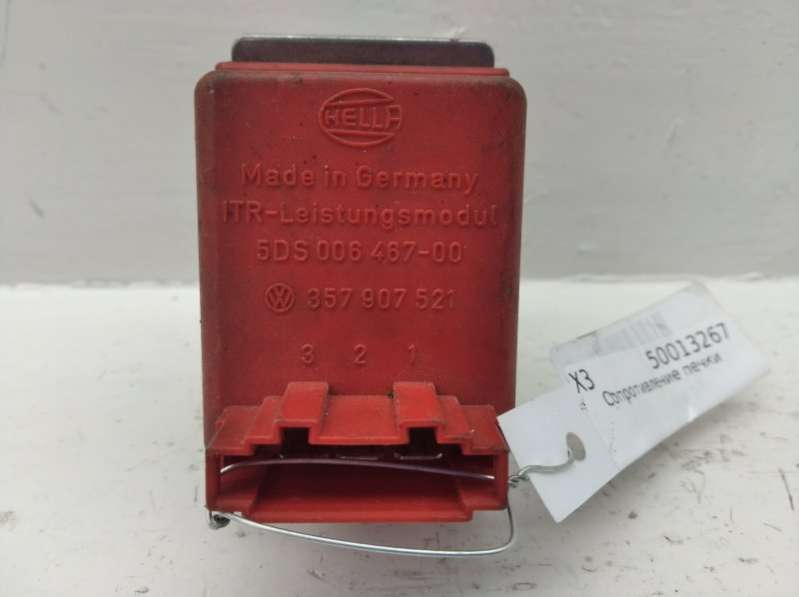 HELLA
Made in Germany
ITR-Leistungsmodul
5DS 006 467-00
VW 357 907 521
3 2 1
50013267
X3
Сопротивление печки